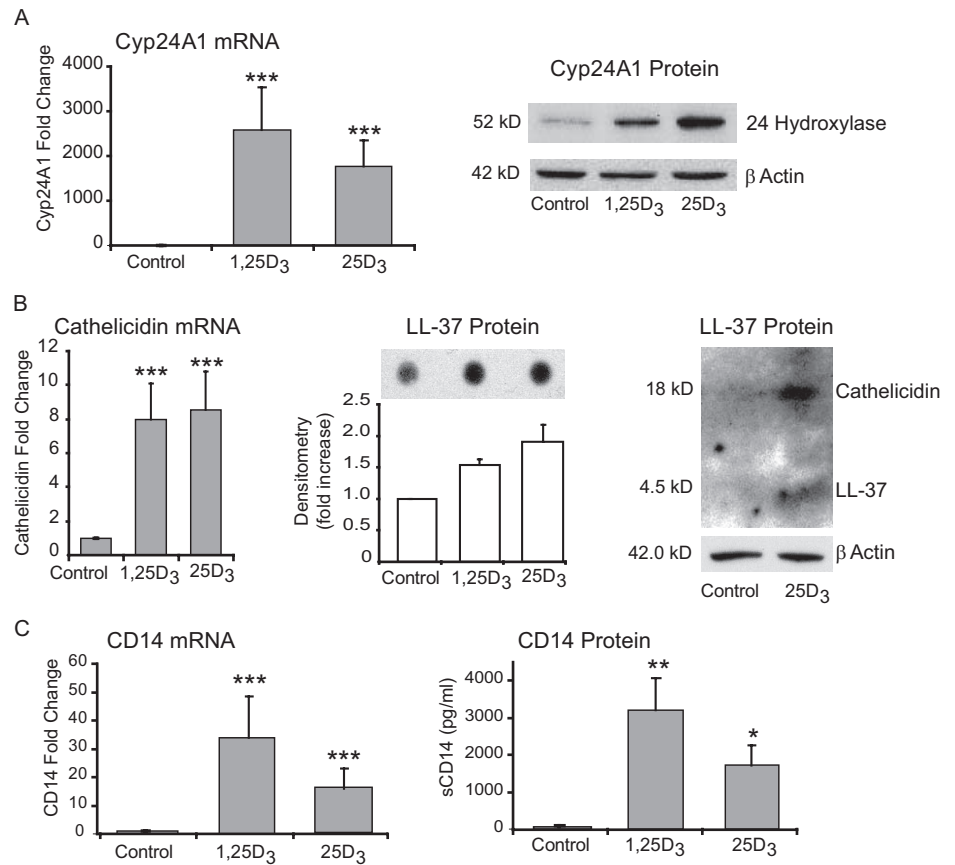 A
Cyp24A1 mRNA
Cyp24A1 Fold Change
4000
3000
2000
1000
0
***
***
Control
1,25D3
25D3
Cyp24A1 Protein
52 kD
24 Hydroxylase
42 kD
β Actin
Control 1,25D3 25D3
B
Cathelicidin mRNA
Cathelicidin Fold Change
12
10
8
6
4
2
0
***
***
Control
1,25D3
25D3
LL-37 Protein
Densitometry
(fold increase)
2.5
2.0
1.5
1.0
0.5
0
Control
1,25D3
25D3
LL-37 Protein
18 kD
Cathelicidin
4.5 kD
LL-37
42.0 kD
β Actin
Control
25D3
C
CD14 mRNA
CD14 Fold Change
60
50
40
30
20
10
0
***
***
Control
1,25D3
25D3
CD14 Protein
sCD14 (pg/ml)
4000
3000
2000
1000
0
**
*
Control
1,25D3
25D3